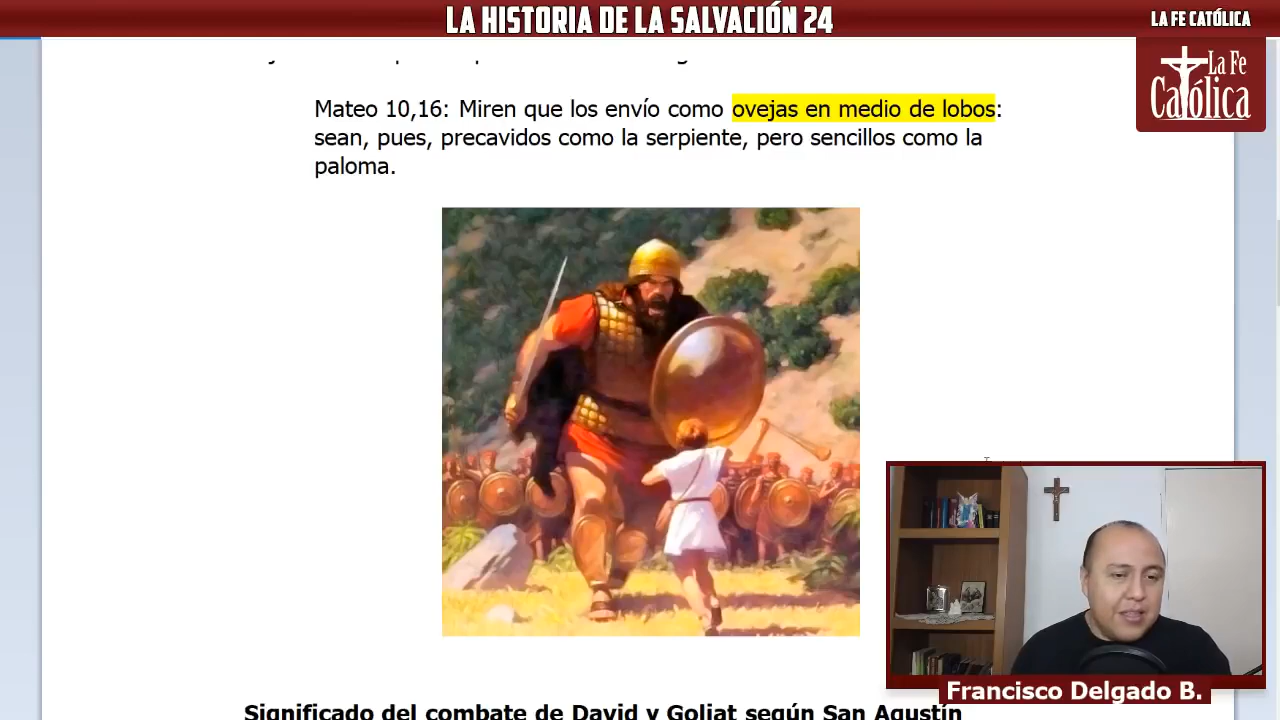 LA HISTORIA DE LA SALVACIÓN 24
LA FE CATÓLICA
La Fe
Católica
Mateo 10,16: Miren que los envío como ovejas en medio de lobos:
sean, pues, precavidos como la serpiente, pero sencillos como la
paloma.
Francisco Delgado B.
Significado del combate de David y Goliat según San Agustín